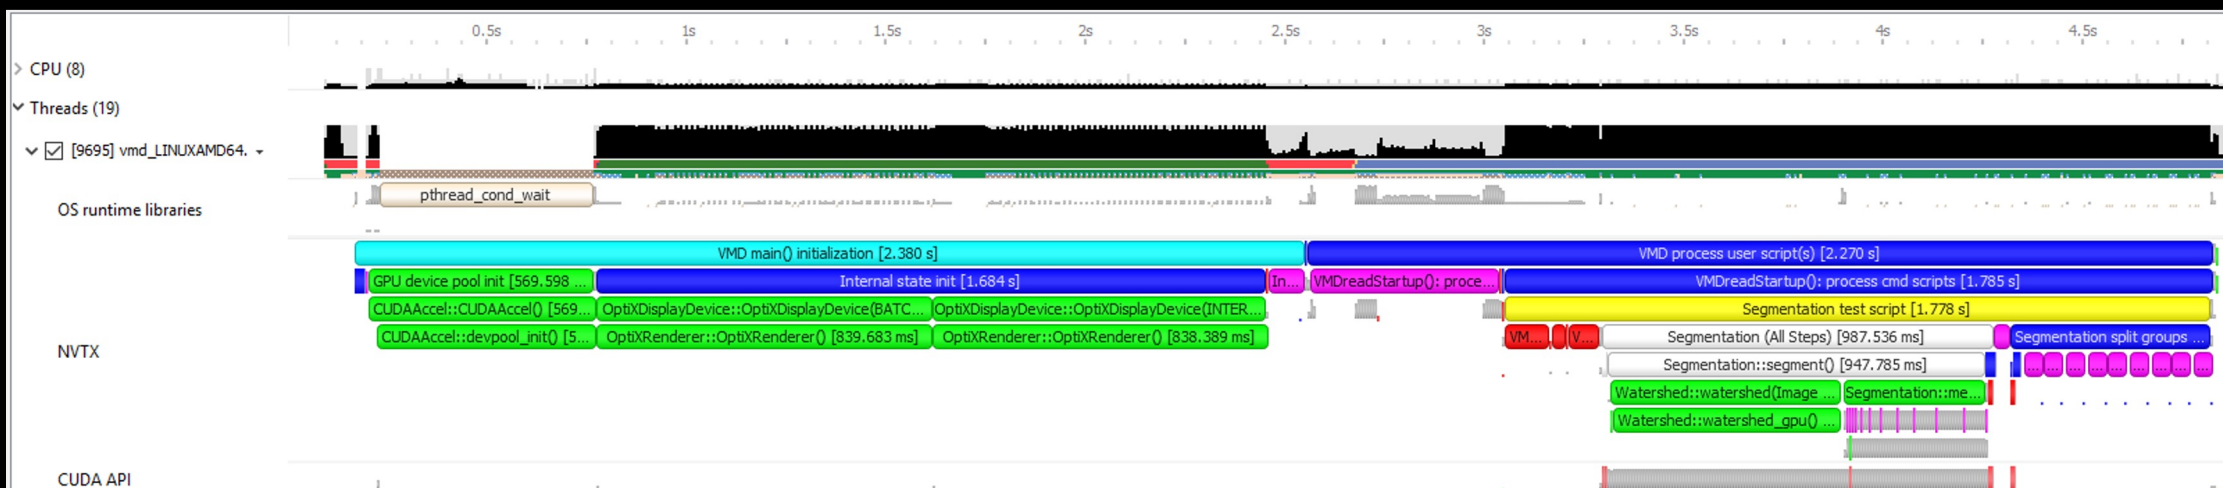 0.5s 1s 1.5s 2s 2.5s 3s 3.5s 4s 4.5s
CPU (8)
Threads (19)
[9695] vmd_LINUXAMD64.
OS runtime libraries
pthread_cond_wait
NVTX
VMD main() initialization [2.380 s] VMD process user script(s) [2.270 s]
GPU device pool init [569.598 ... Internal state init [1.684 s] In... VMDreadStartup(): proce... VMDreadStartup(): process cmd scripts [1.785 s]
CUDAAccel::CUDAAccel() [569... OptiXDisplayDevice::OptiXDisplayDevice(BATC... OptiXDisplayDevice::OptiXDisplayDevice(INTER... Segmentation test script [1.778 s]
CUDAAccel::devpool_init() [5... OptiXRenderer::OptiXRenderer() [839.683 ms] OptiXRenderer::OptiXRenderer() [838.389 ms] VM... V... Segmentation (All Steps) [987.536 ms] Segmentation split groups ...
Segmentation::segment() [947.785 ms] ... ... ... ... ... ... ... ... ...
Watershed::watershed(Image ... Segmentation::me...
Watershed::watershed_gpu() ...
CUDA API